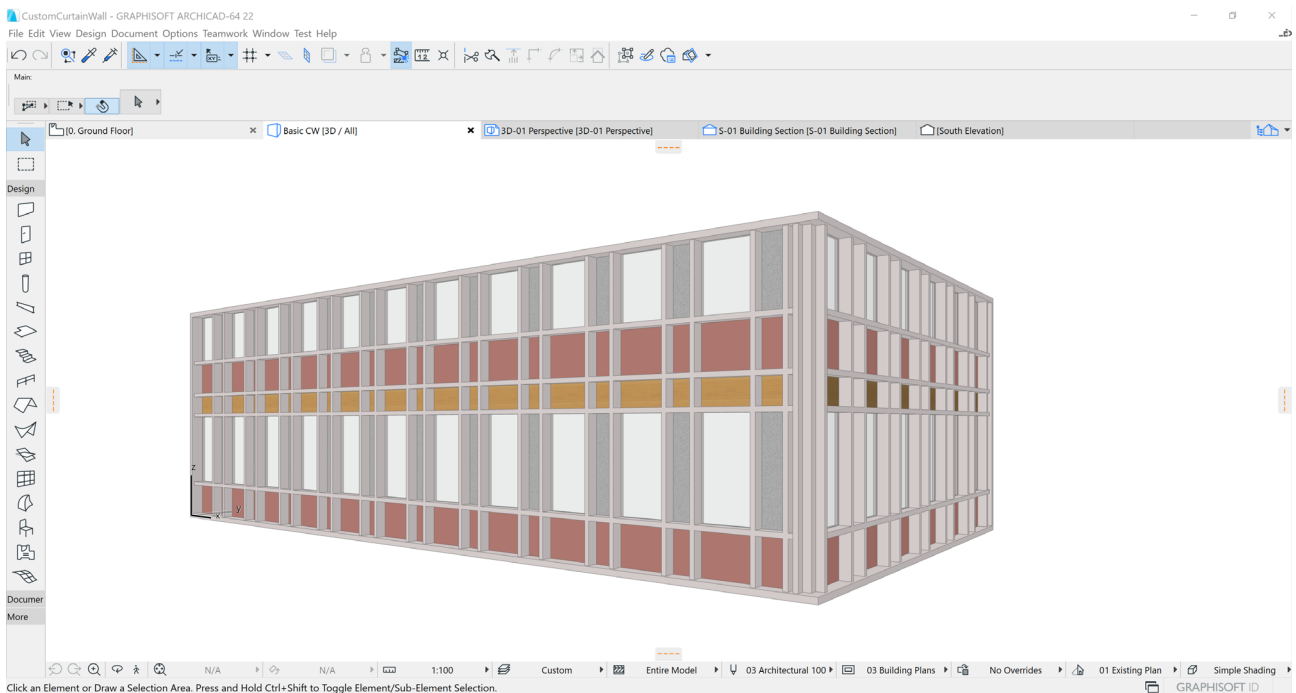 CustomCurtainWall - GRAPHISOFT ARCHICAD-64 22
File Edit View Design Document Options Teamwork Window Test Help
Main:
[0. Ground Floor]
Basic CW [3D / All]
3D-01 Perspective [3D-01 Perspective]
S-01 Building Section [S-01 Building Section]
[South Elevation]
Design
z
y
x
Documer
More
N/A
N/A
1:100
Custom
Entire Model
03 Architectural 100
03 Building Plans
No Overrides
01 Existing Plan
Simple Shading
Click an Element or Draw a Selection Area. Press and Hold Ctrl+Shift to Toggle Element/Sub-Element Selection.
GRAPHISOFT ID